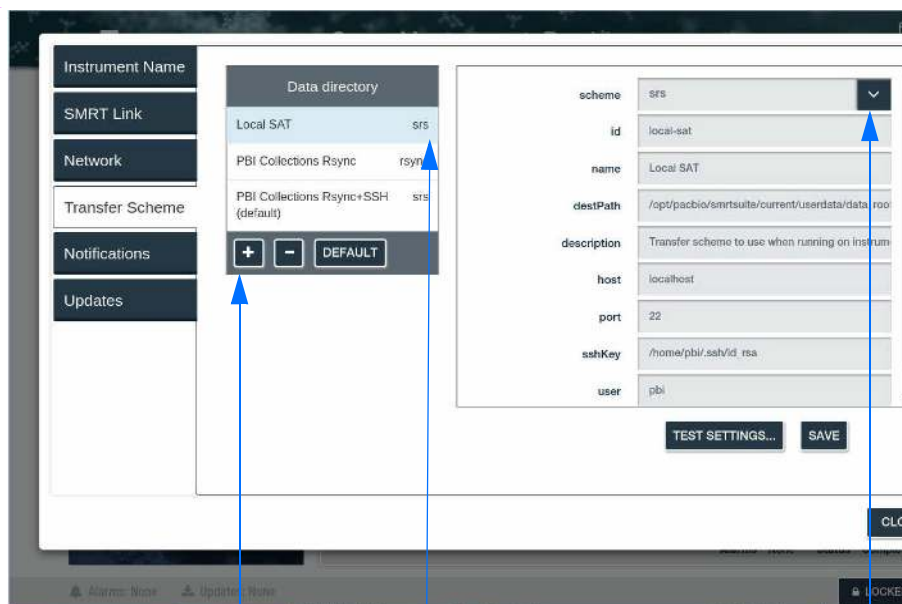 Instrument Name
SMRT Link
Network
Transfer Scheme
Notifications
Updates
Data directory
Local SAT srs
PBI Collections Rsync rsyn
PBI Collections Rsync+SSH srs
(default)
+ - DEFAULT
scheme srs
id local-sat
name Local SAT
destPath /opt/pacbio/smrtsuite/current/userdata/data_roo
description Transfer scheme to use when running on instrum
host localhost
port 22
sshKey /home/pbi/.ssh/id_rsa
user pbi
TEST SETTINGS... SAVE
CLO
Alarms: None Updates: None
LOCKE